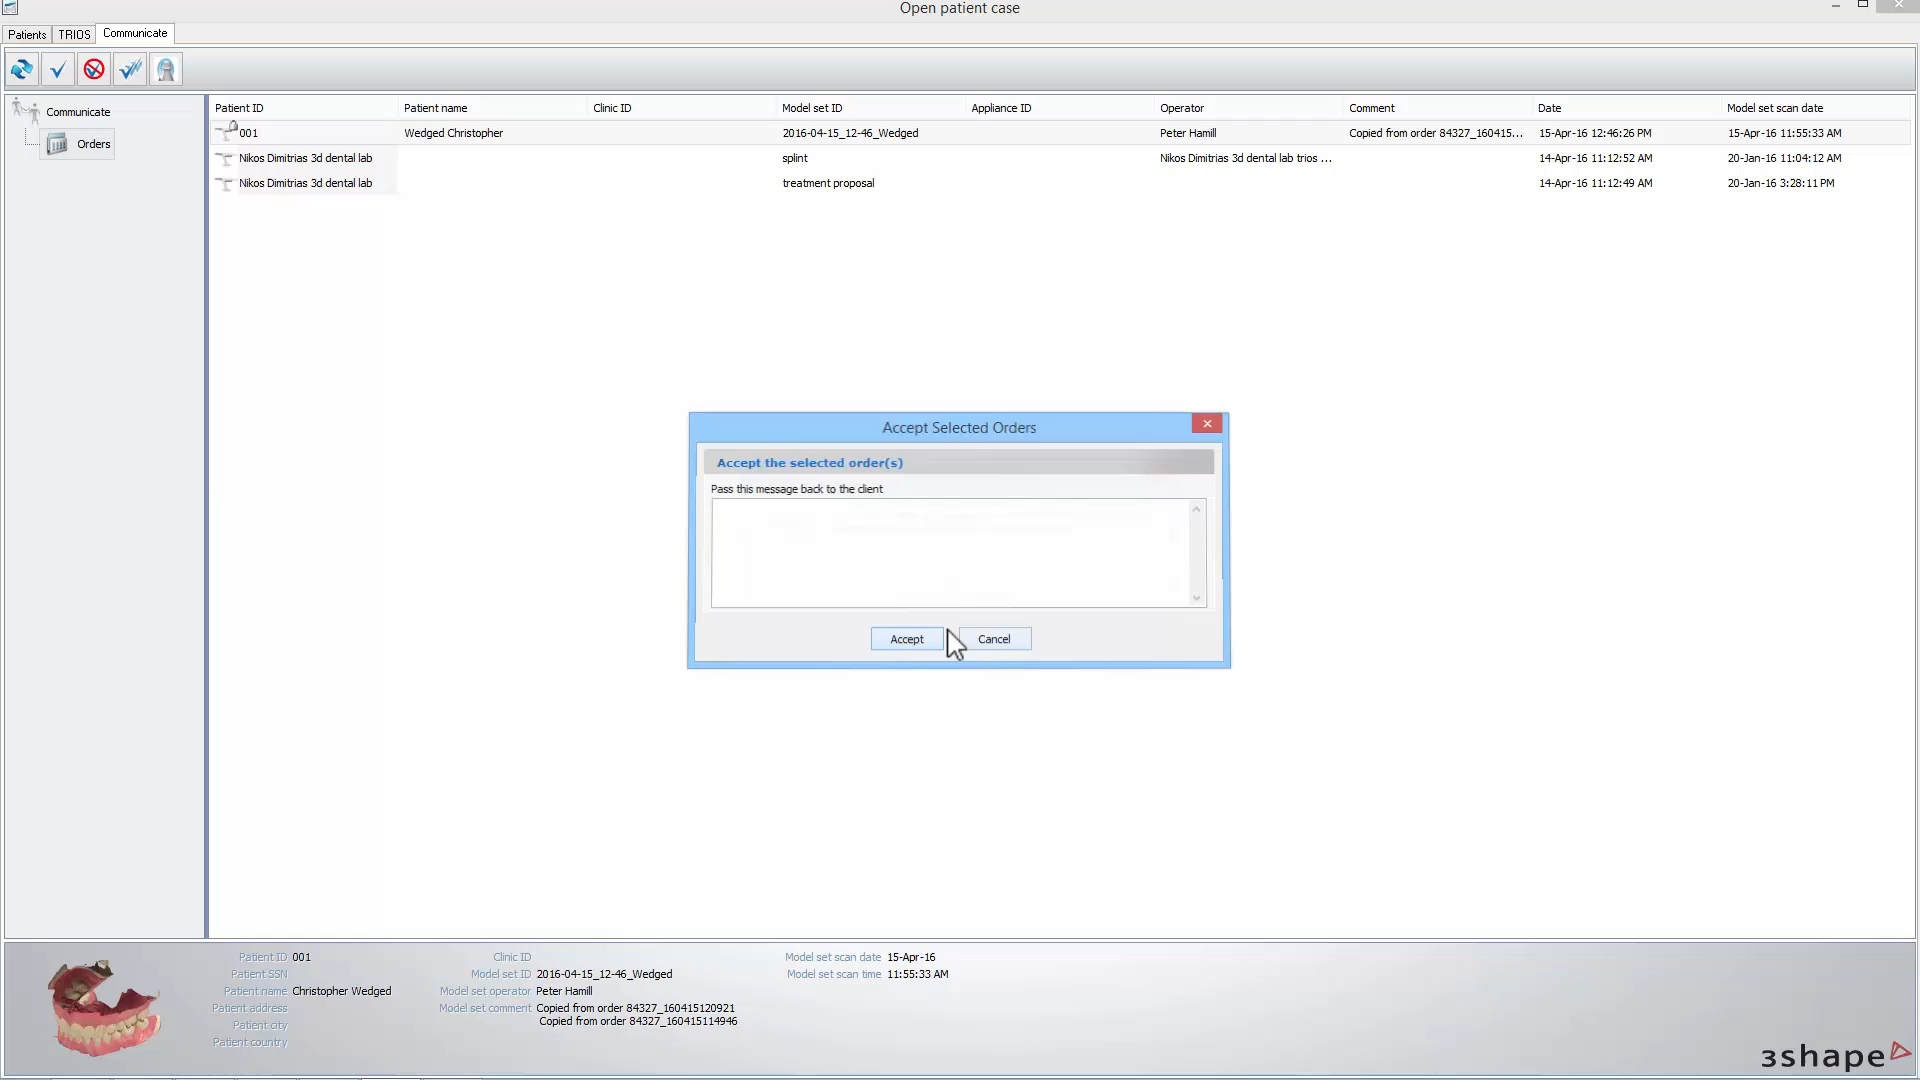 Open patient case
Patients TRIOS Communicate
Communicate
Orders
Patient ID Patient name Clinic ID Model set ID Appliance ID Operator Comment Date Model set scan date
001 Wedged Christopher 2016-04-15_12-46_Wedged Peter Hamill Copied from order 84327_160415... 15-Apr-16 12:46:26 PM 15-Apr-16 11:55:33 AM
Nikos Dimitrias 3d dental lab splint Nikos Dimitrias 3d dental lab trios ... 14-Apr-16 11:12:52 AM 20-Jan-16 11:04:12 AM
Nikos Dimitrias 3d dental lab treatment proposal 14-Apr-16 11:12:49 AM 20-Jan-16 3:28:11 PM
Accept Selected Orders
Accept the selected order(s)
Pass this message back to the client
Accept Cancel
Patient ID 001 Clinic ID Model set scan date 15-Apr-16
Patient SSN Model set ID 2016-04-15_12-46_Wedged Model set scan time 11:55:33 AM
Patient name Christopher Wedged Model set operator Peter Hamill
Patient address Model set comment Copied from order 84327_160415120921
Patient city Copied from order 84327_160415114946
Patient country
3shape